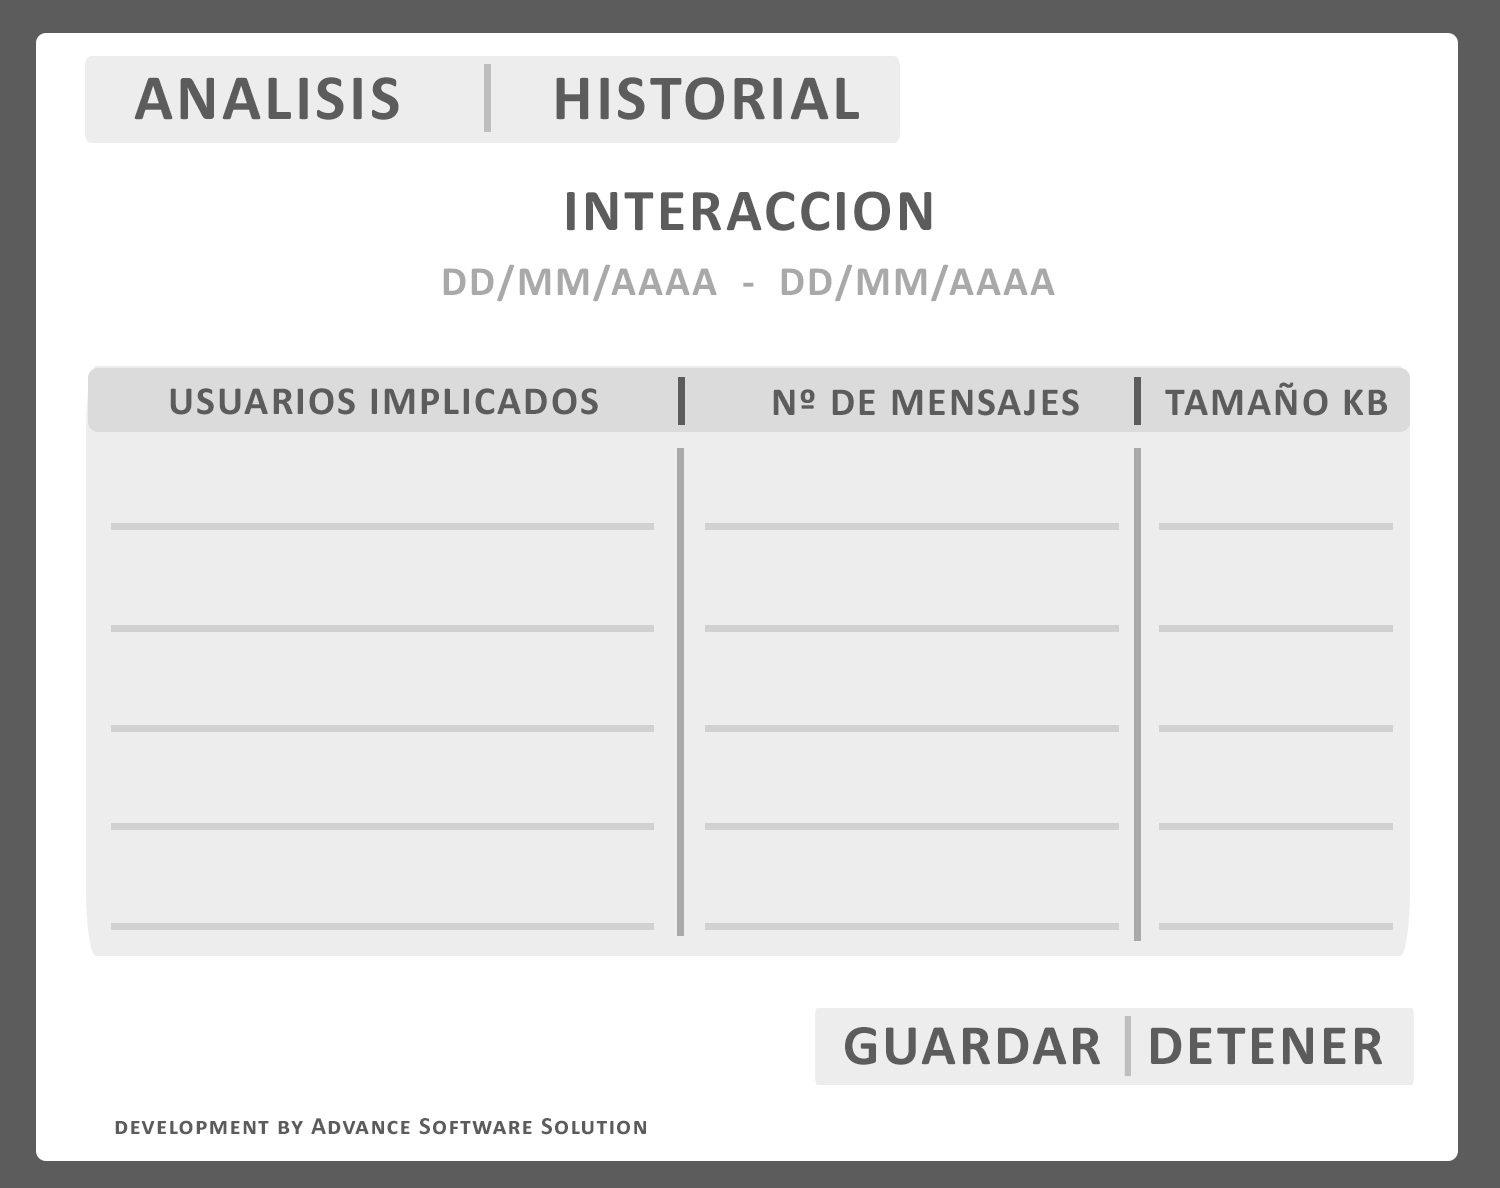 ANALISIS | HISTORIAL
INTERACCION
DD/MM/AAAA - DD/MM/AAAA
USUARIOS IMPLICADOS | Nº DE MENSAJES | TAMAÑO KB
GUARDAR | DETENER
DEVELOPMENT BY ADVANCE SOFTWARE SOLUTION